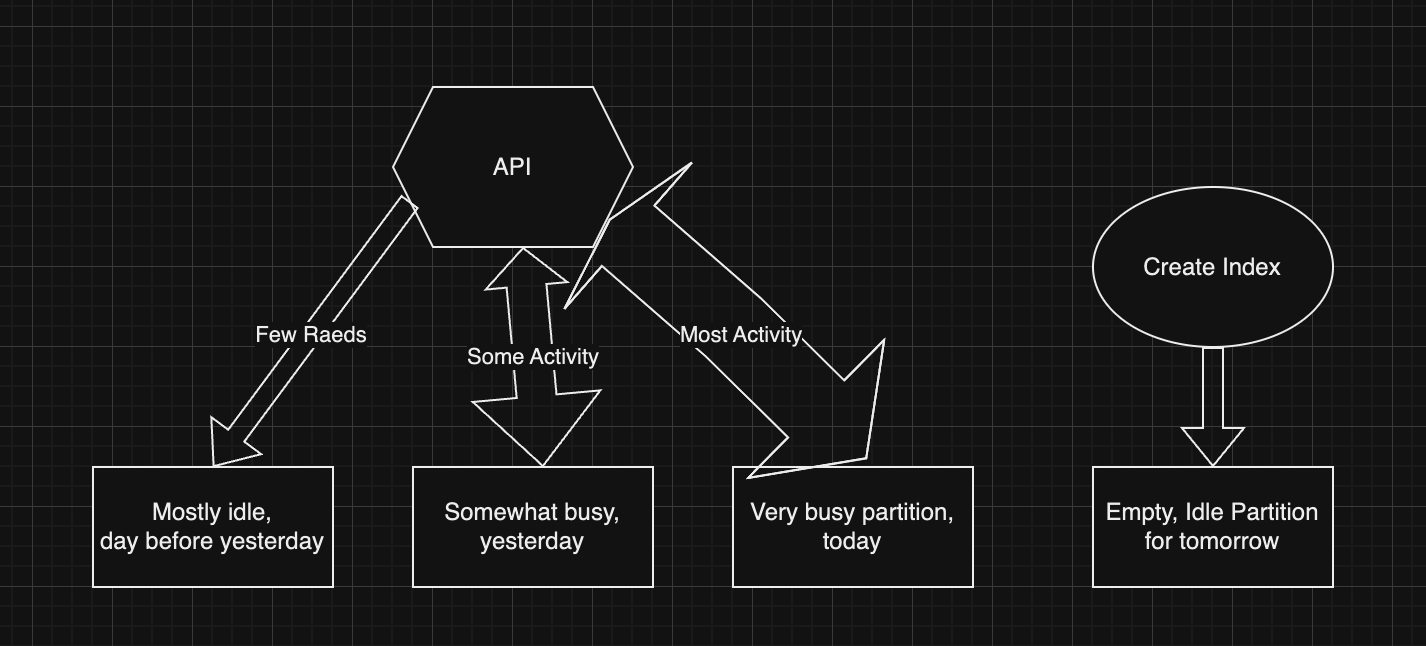 API
Create Index
Few Raeds
Some Activity
Most Activity
Mostly idle,
day before yesterday
Somewhat busy,
yesterday
Very busy partition,
today
Empty, Idle Partition
for tomorrow